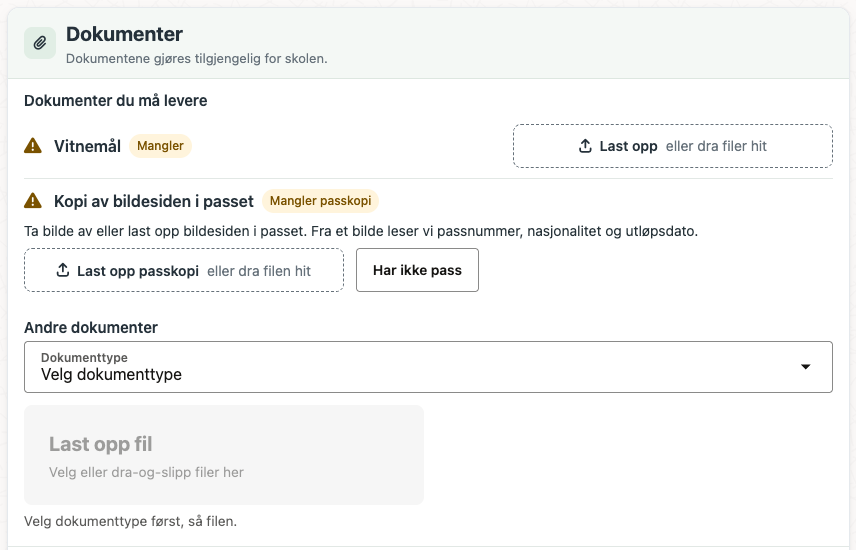 Dokumenter
Dokumentene gjøres tilgjengelig for skolen.
Dokumenter du må levere
Vitnemål Mangler Last opp eller dra filer hit
Kopi av bildesiden i passet Mangler passkopi
Ta bilde av eller last opp bildesiden i passet. Fra et bilde leser vi passnummer, nasjonalitet og utløpsdato.
Last opp passkopi eller dra filen hit Har ikke pass
Andre dokumenter
Dokumenttype
Velg dokumenttype
Last opp fil
Velg eller dra-og-slipp filer her
Velg dokumenttype først, så filen.